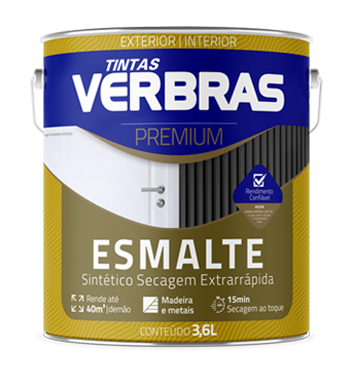 EXTERIOR | INTERIOR
TINTAS
VERBRAS
PREMIUM
Rendimento
Confiável
ESMALTE
Sintético Secagem Extrarrápida
Rende até
40m²/demão
Madeira
e metais
15min
Secagem ao toque
CONTEÚDO 3,6L